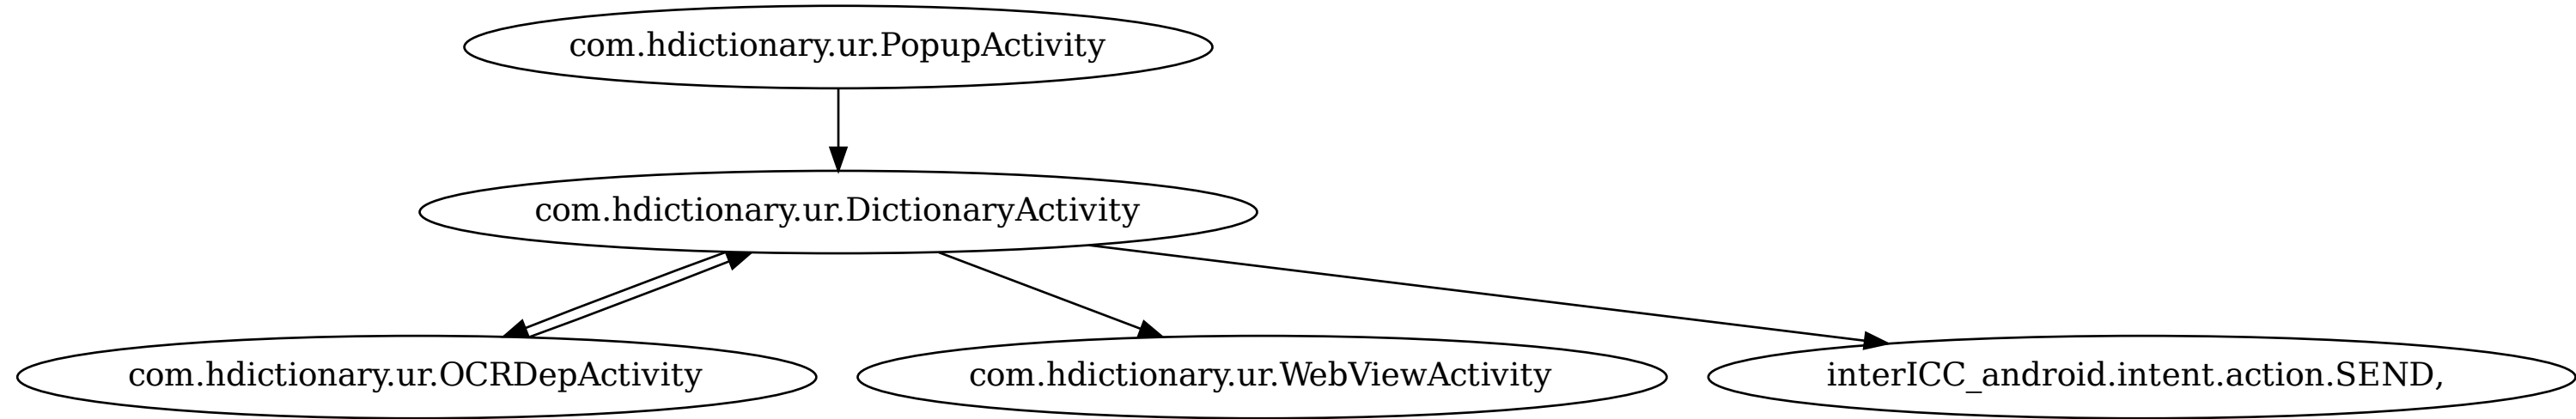 com.hdictionary.ur.PopupActivity
com.hdictionary.ur.DictionaryActivity
com.hdictionary.ur.OCRDepActivity
com.hdictionary.ur.WebViewActivity
interICC_android.intent.action.SEND,